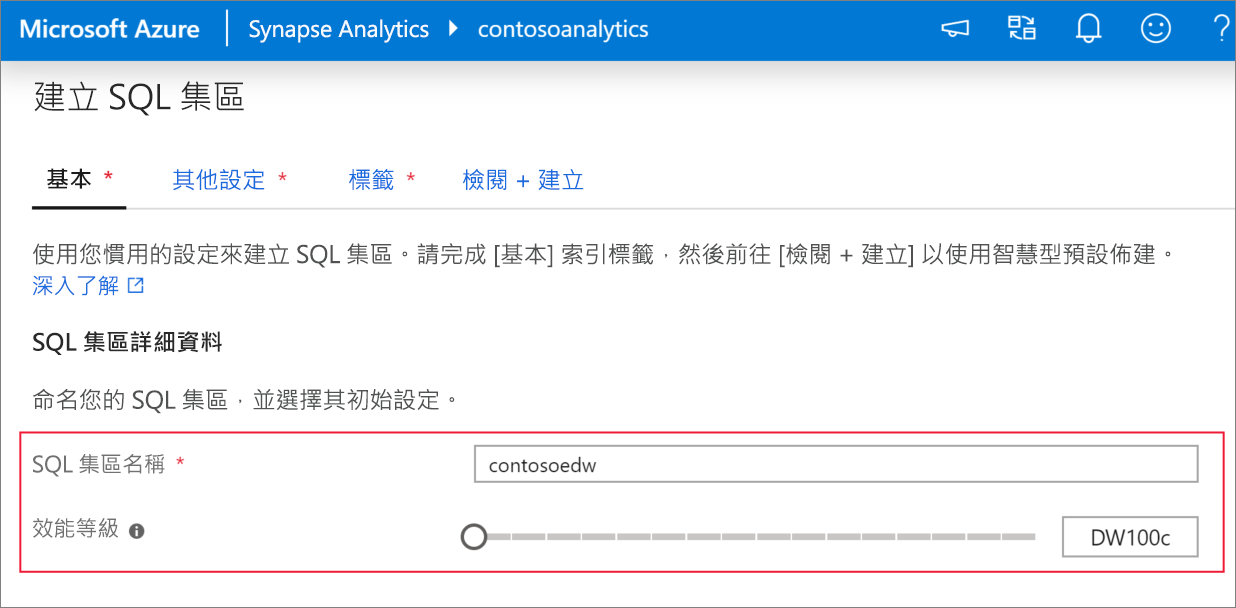 Microsoft Azure Synapse Analytics contosoanalytics ?
建立 SQL 集區
基本 * 其他設定 * 標籤 * 檢閱 + 建立
使用您慣用的設定來建立 SQL 集區。請完成 [基本] 索引標籤，然後前往 [檢閱 + 建立] 以使用智慧型預設佈建。
深入了解
SQL 集區詳細資料
命名您的 SQL 集區，並選擇其初始設定。
SQL 集區名稱 * contosoedw
效能等級 DW100c